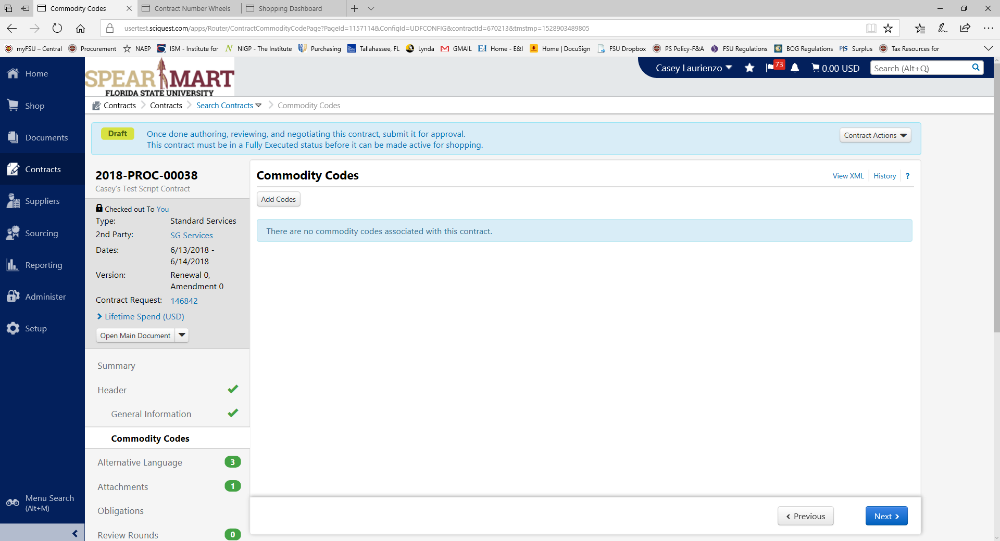 Commodity Codes
Contract Number Wheels
Shopping Dashboard
usertest.sciquest.com/apps/Router/ContractCommodityCodePage?PageId=1157114&ConfigId=UDFCONFIG&contractId=670213&tmstmp=1528903489805
myFSU – Central
Procurement
NAEP
ISM - Institute for
NIGP - The Institute
Purchasing
Tallahassee, FL
Lynda
GMAIL
Home - E&I
Home | DocuSign
FSU Dropbox
PS Policy-F&A
FSU Regulations
BOG Regulations
P|S Surplus
Tax Resources for
SPEAR MART
FLORIDA STATE UNIVERSITY
Casey Laurienzo
73
0.00 USD
Search (Alt+Q)
Home
Shop
Documents
Contracts
Suppliers
Sourcing
Reporting
Administer
Setup
Menu Search
(Alt+M)
Contracts
Contracts
Search Contracts
Commodity Codes
Draft
Once done authoring, reviewing, and negotiating this contract, submit it for approval.
This contract must be in a Fully Executed status before it can be made active for shopping.
Contract Actions
2018-PROC-00038
Casey's Test Script Contract
Checked out To You
Type: Standard Services
2nd Party: SG Services
Dates: 6/13/2018 -
6/14/2018
Version: Renewal 0,
Amendment 0
Contract Request: 146842
Lifetime Spend (USD)
Open Main Document
Summary
Header
General Information
Commodity Codes
Alternative Language 3
Attachments 1
Obligations
Review Rounds 0
Commodity Codes
View XML
History
?
Add Codes
There are no commodity codes associated with this contract.
‹ Previous
Next ›